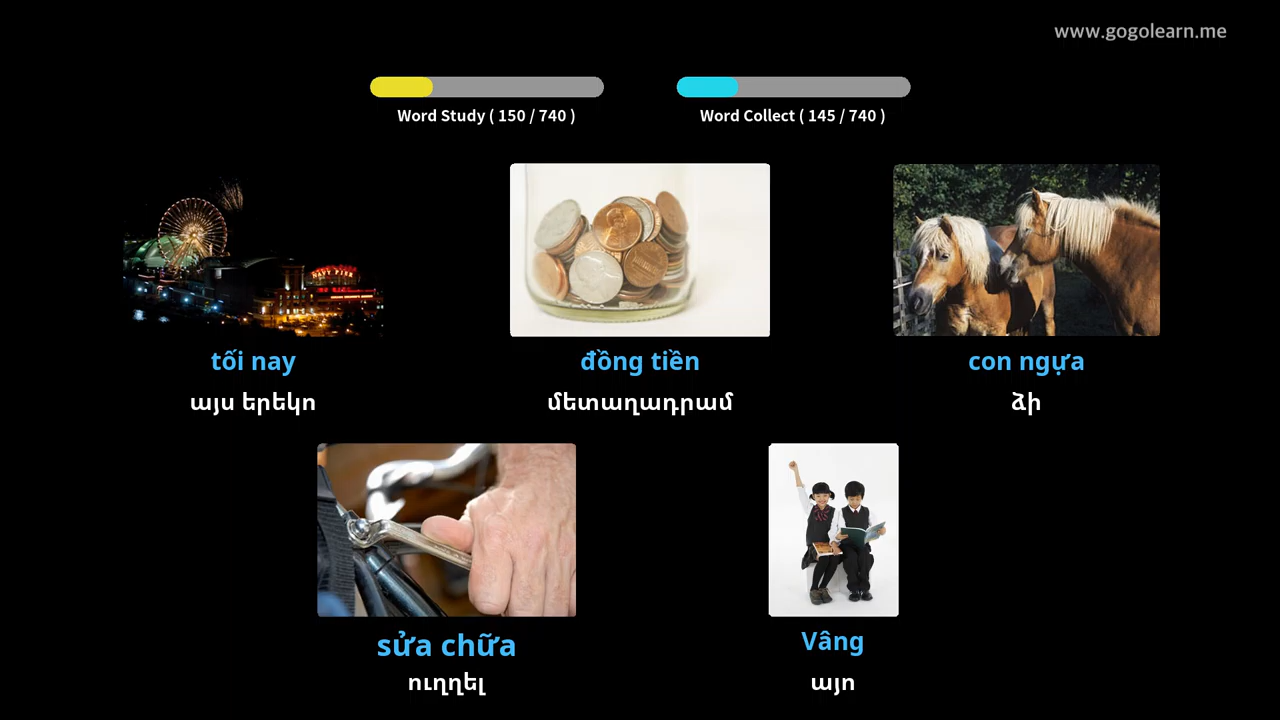 www.gogolearn.me
Word Study ( 150 / 740 )
Word Collect ( 145 / 740 )
tối nay
այս երեկո
đồng tiền
մետաղադրամ
con ngựa
ձի
sửa chữa
ուղղել
Vâng
այո